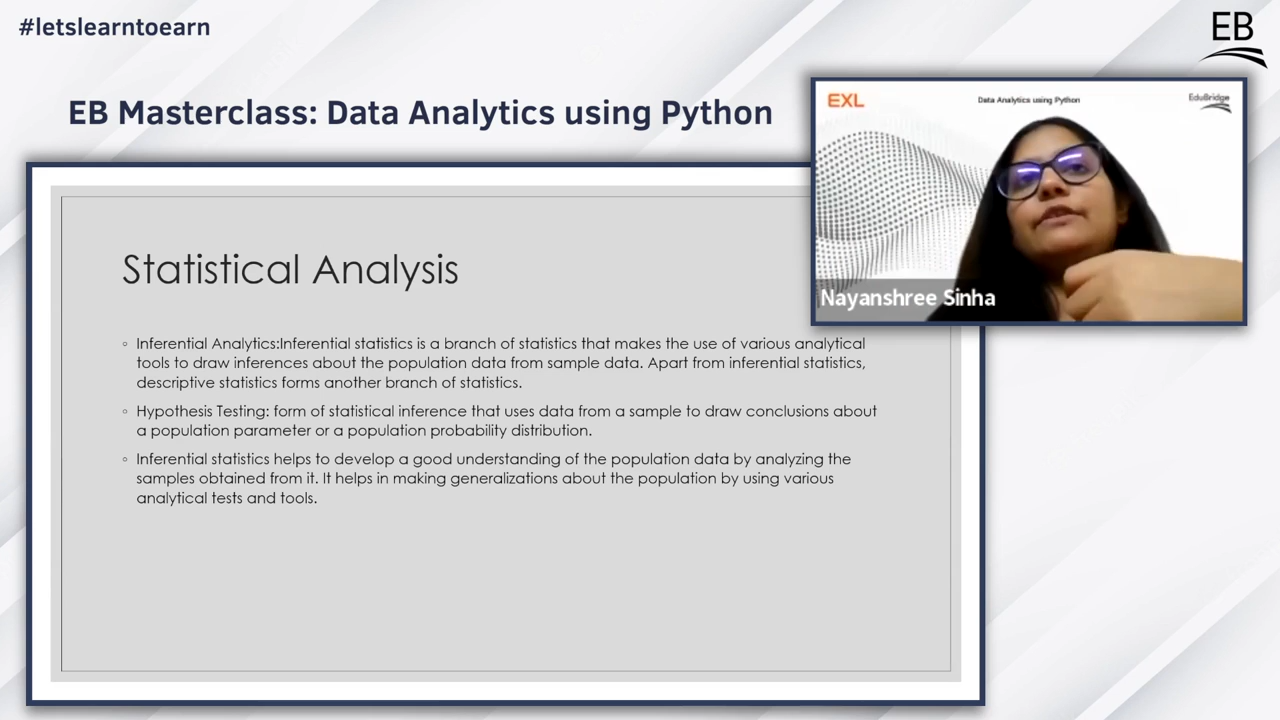 #letslearntoearn
EB
EB Masterclass: Data Analytics using Python
EXL
Data Analytics using Python
EduBridge
Nayanshree Sinha
Statistical Analysis
◦ Inferential Analytics:Inferential statistics is a branch of statistics that makes the use of various analytical
tools to draw inferences about the population data from sample data. Apart from inferential statistics,
descriptive statistics forms another branch of statistics.
◦ Hypothesis Testing: form of statistical inference that uses data from a sample to draw conclusions about
a population parameter or a population probability distribution.
◦ Inferential statistics helps to develop a good understanding of the population data by analyzing the
samples obtained from it. It helps in making generalizations about the population by using various
analytical tests and tools.